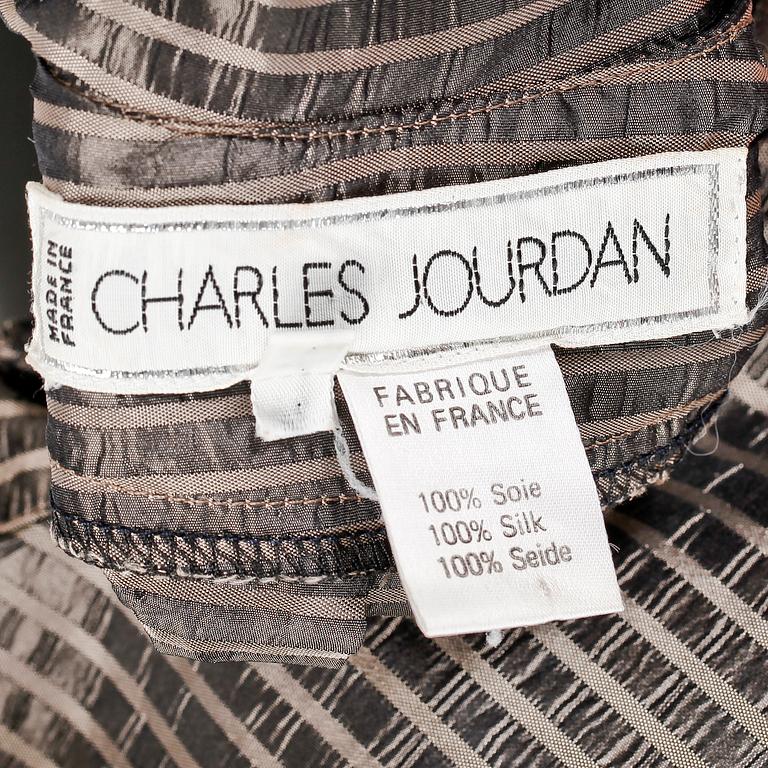 MADE IN
FRANCE
CHARLES JOURDAN
FABRIQUE
EN FRANCE
100% Soie
100% Silk
100% Seide